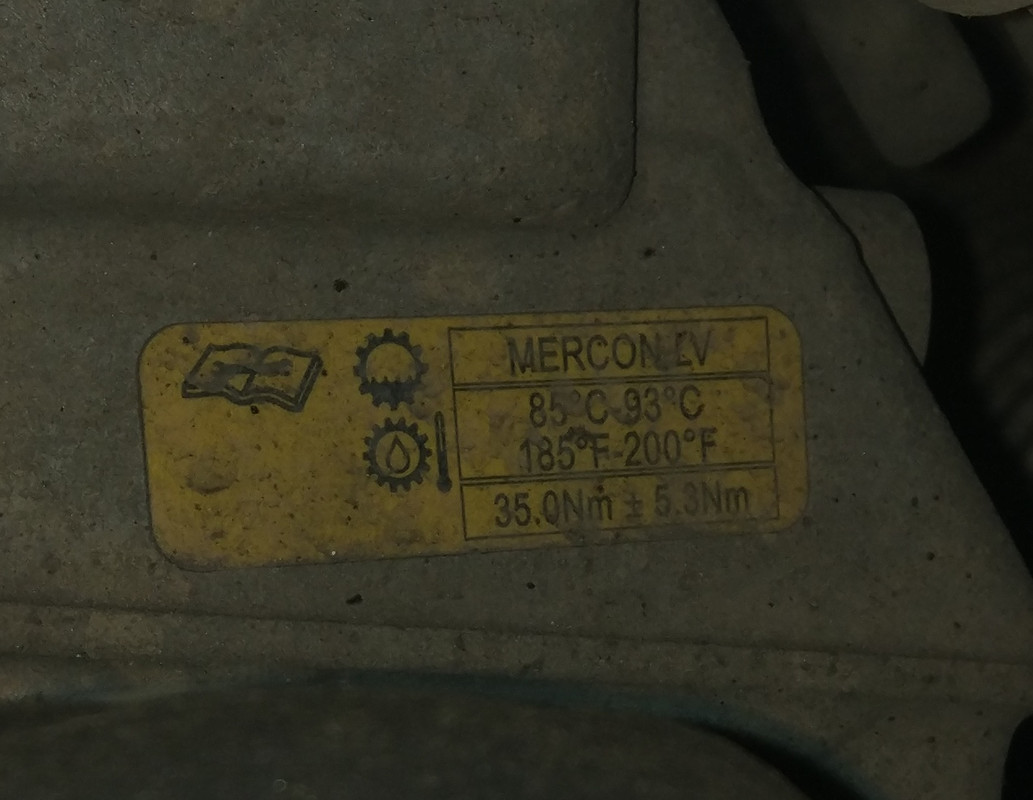 MERCON LV
85°C-93°C
185°F-200°F
35.0Nm ± 5.3Nm